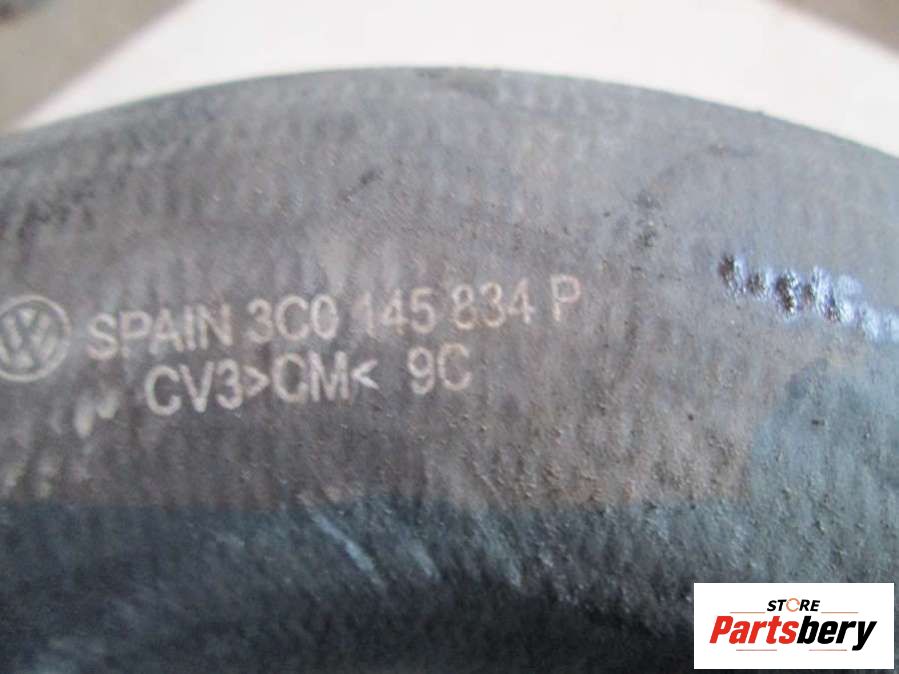 SPAIN 3C0 145 834 P
CV3>CM< 9C
STORE
Partsbery